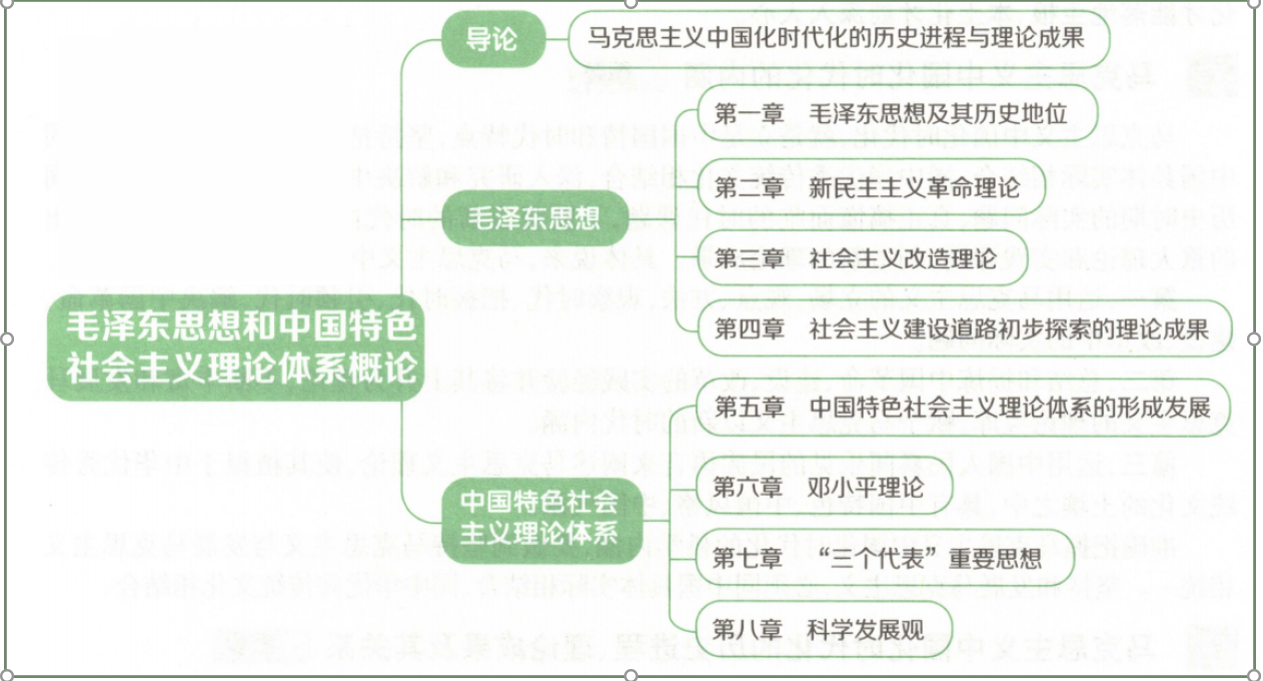 导论
马克思主义中国化时代化的历史进程与理论成果
第一章 毛泽东思想及其历史地位
第二章 新民主主义革命理论
毛泽东思想
第三章 社会主义改造理论
第四章 社会主义建设道路初步探索的理论成果
毛泽东思想和中国特色
社会主义理论体系概论
第五章 中国特色社会主义理论体系的形成发展
第六章 邓小平理论
中国特色社会
主义理论体系
第七章 “三个代表”重要思想
第八章 科学发展观